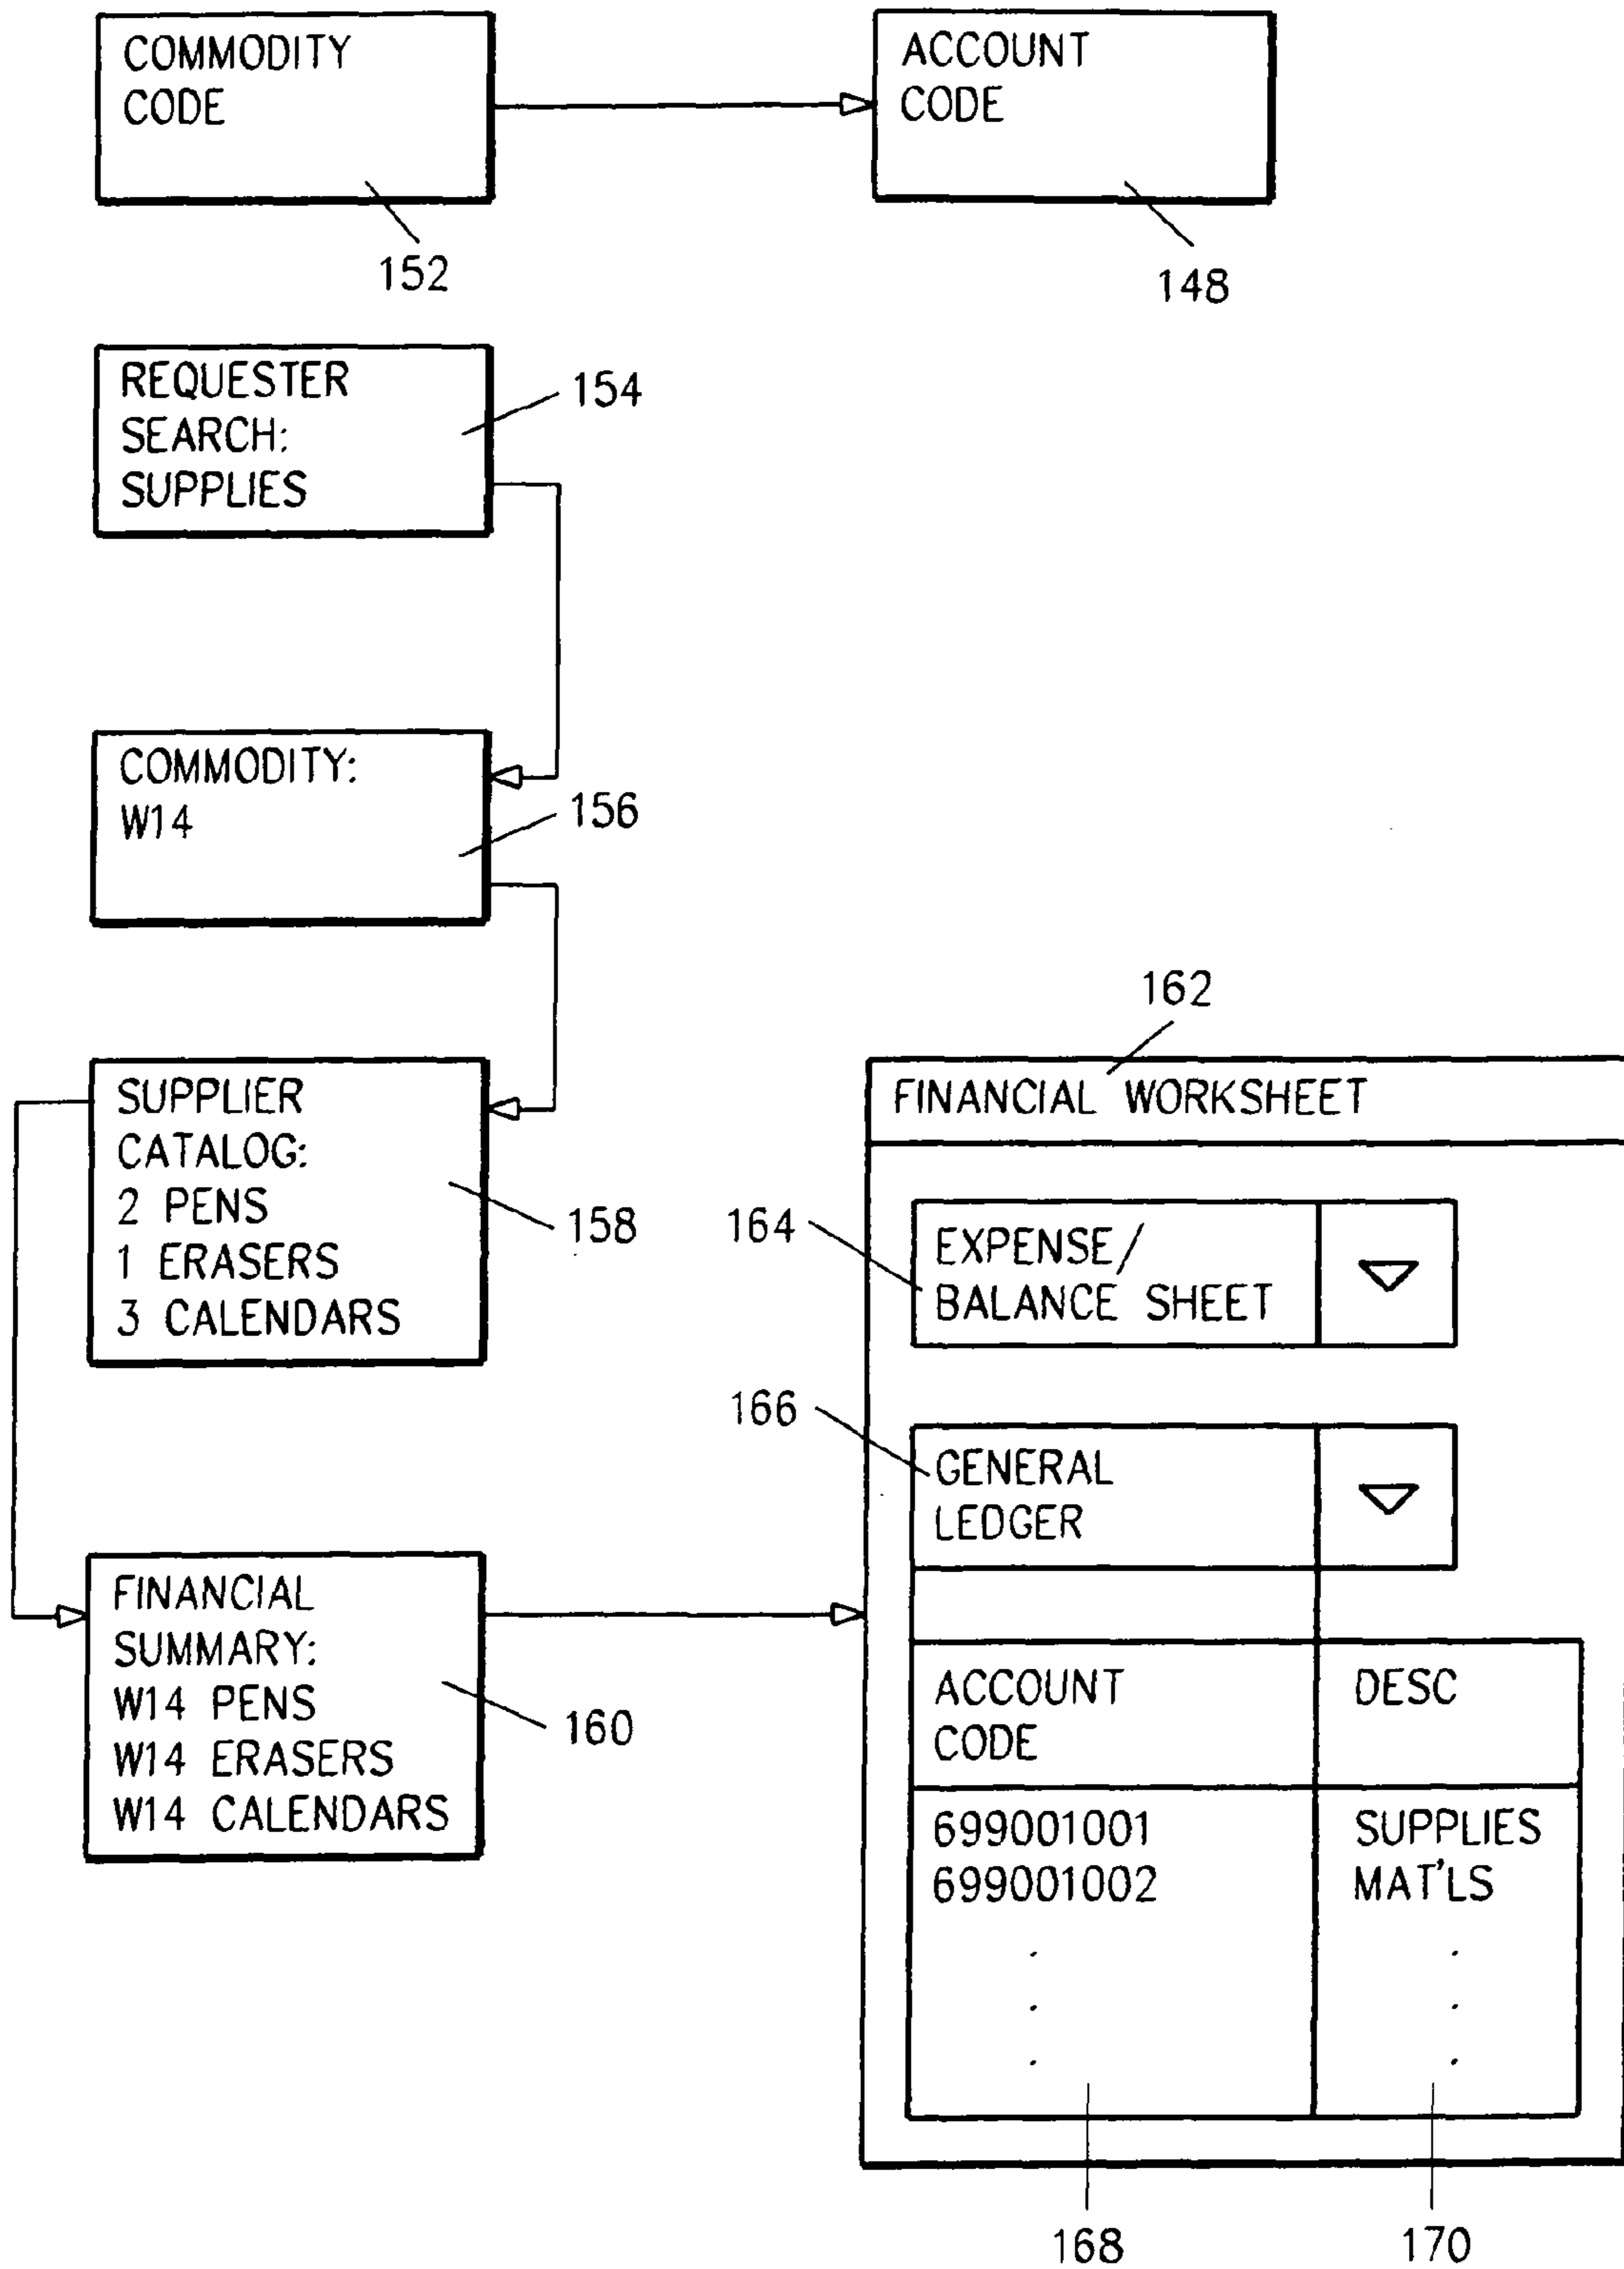 COMMODITY
CODE
152
ACCOUNT
CODE
148
REQUESTER
SEARCH:
SUPPLIES
154
COMMODITY:
W14
156
SUPPLIER
CATALOG:
2 PENS
1 ERASERS
3 CALENDARS
158
FINANCIAL
SUMMARY:
W14 PENS
W14 ERASERS
W14 CALENDARS
160
162
FINANCIAL WORKSHEET
164
EXPENSE/
BALANCE SHEET
166
GENERAL
LEDGER
ACCOUNT
CODE
DESC
699001001
SUPPLIES
699001002
MAT'LS
168
170